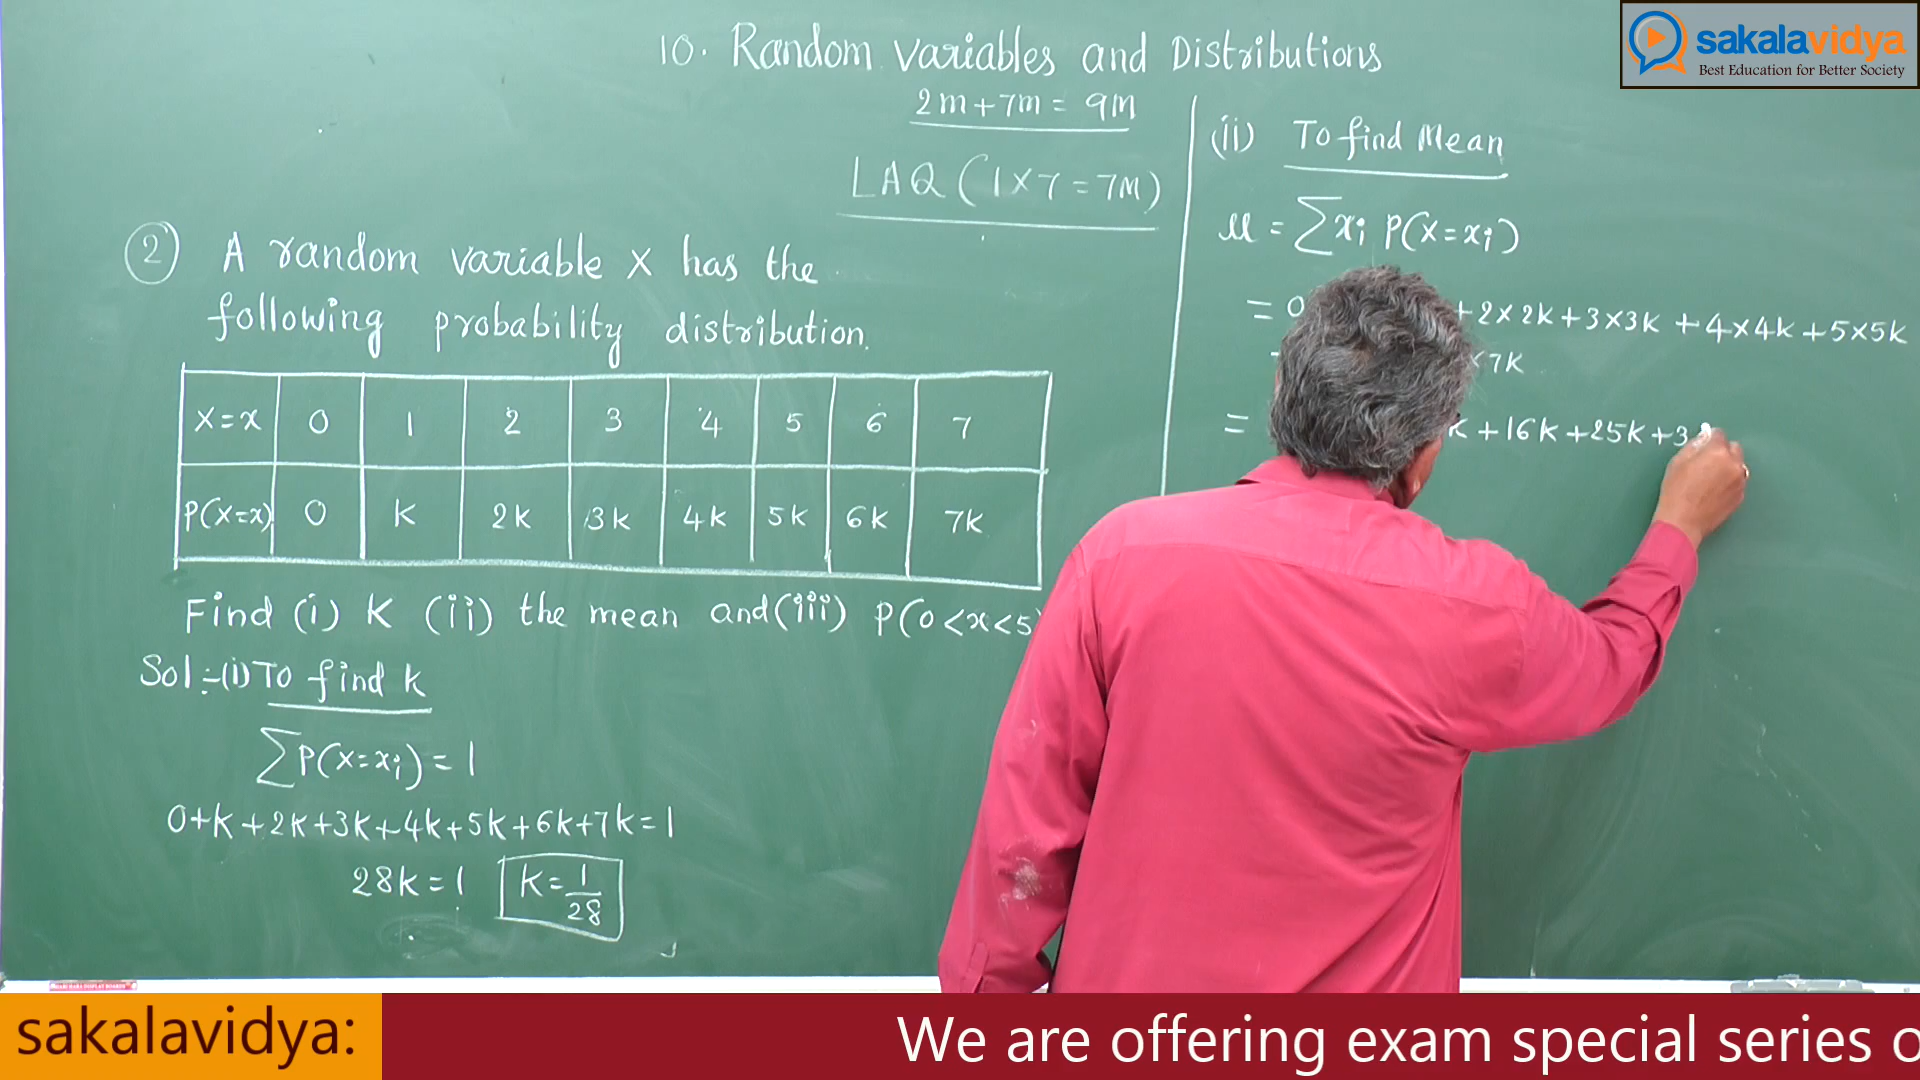 sakalavidya
Best Education for Better Society
10. Random Variables and Distributions
2m+7m = 9M
LAQ (1×7=7M)
② A random variable X has the
following probability distribution.
X=x 0 1 2 3 4 5 6 7
P(X=x) 0 K 2K 3K 4K 5K 6K 7K
Find (i) K (ii) the mean and (iii) P(0<x<5)
Sol:-(i) To find K
∑P(X=xi)=1
0+K+2K+3K+4K+5K+6K+7K=1
28K=1 K=1/28
(ii) To find Mean
μ = ∑xi P(X=xi)
= 0 +2×2K+3×3K+4×4K+5×5K
×7K
= K+16K+25K+3
sakalavidya:
We are offering exam special series o